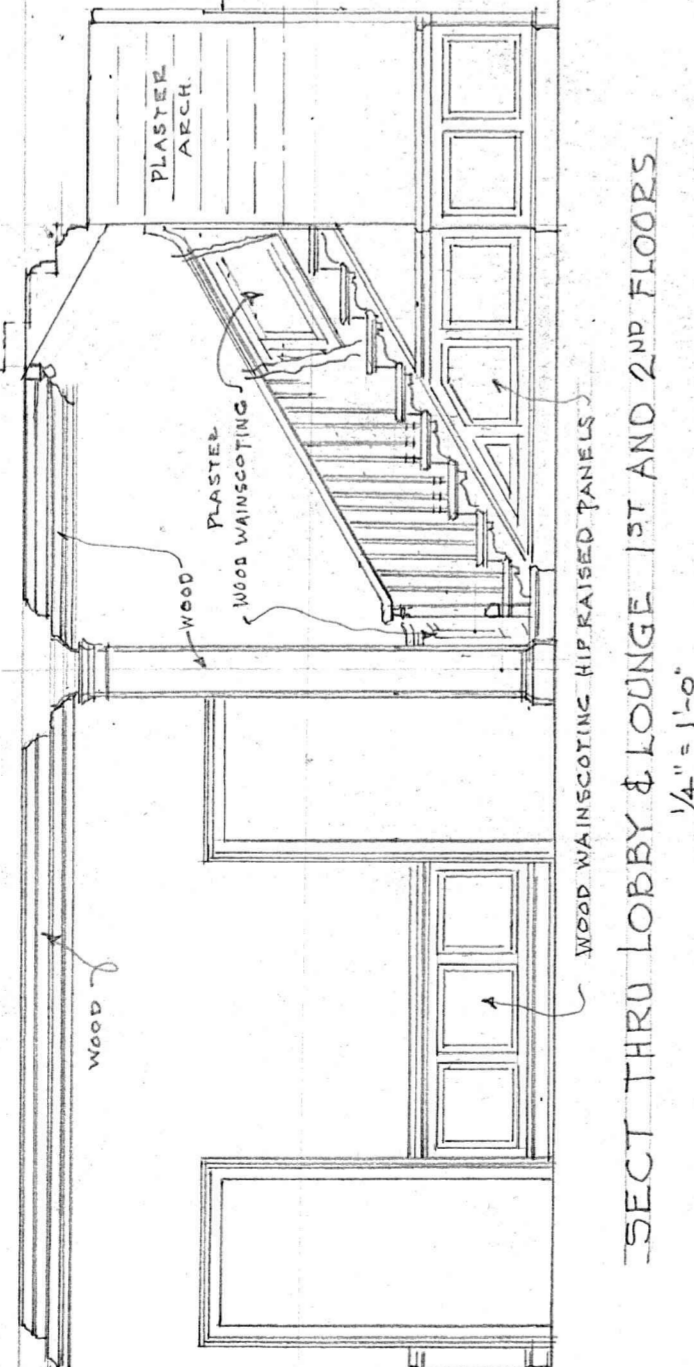 PLASTER
ARCH.
WOOD
WOOD
PLASTER
WOOD WAINSCOTING
WOOD WAINSCOTING HIP RAISED PANELS
SECT THRU LOBBY & LOUNGE 1ST AND 2ND FLOORS
1/4" = 1'-0"